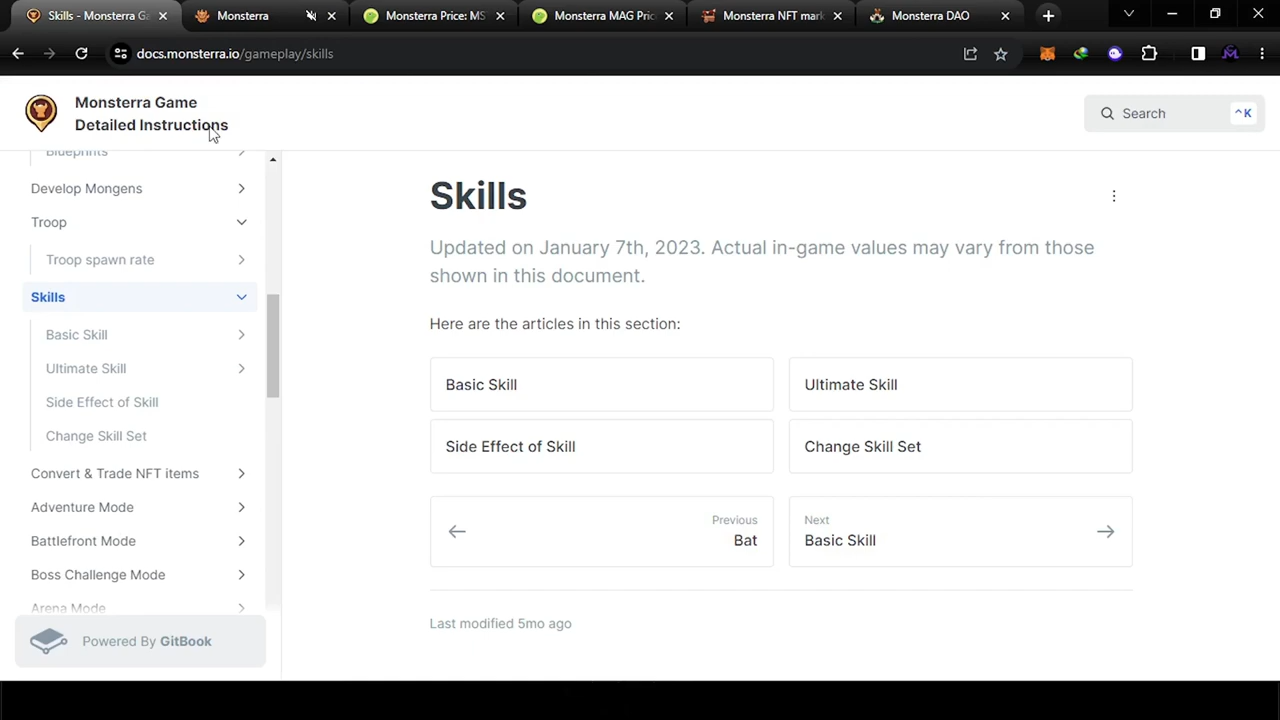 Skills - Monsterra Ga
Monsterra
Monsterra Price: MS
Monsterra MAG Pric
Monsterra NFT mark
Monsterra DAO
docs.monsterra.io/gameplay/skills
Monsterra Game
Detailed Instructions
Search
^K
Blueprints
Develop Mongens
Troop
Troop spawn rate
Skills
Basic Skill
Ultimate Skill
Side Effect of Skill
Change Skill Set
Convert & Trade NFT items
Adventure Mode
Battlefront Mode
Boss Challenge Mode
Arena Mode
Powered By GitBook
Skills
Updated on January 7th, 2023. Actual in-game values may vary from those
shown in this document.
Here are the articles in this section:
Basic Skill
Ultimate Skill
Side Effect of Skill
Change Skill Set
Previous
Bat
Next
Basic Skill
Last modified 5mo ago